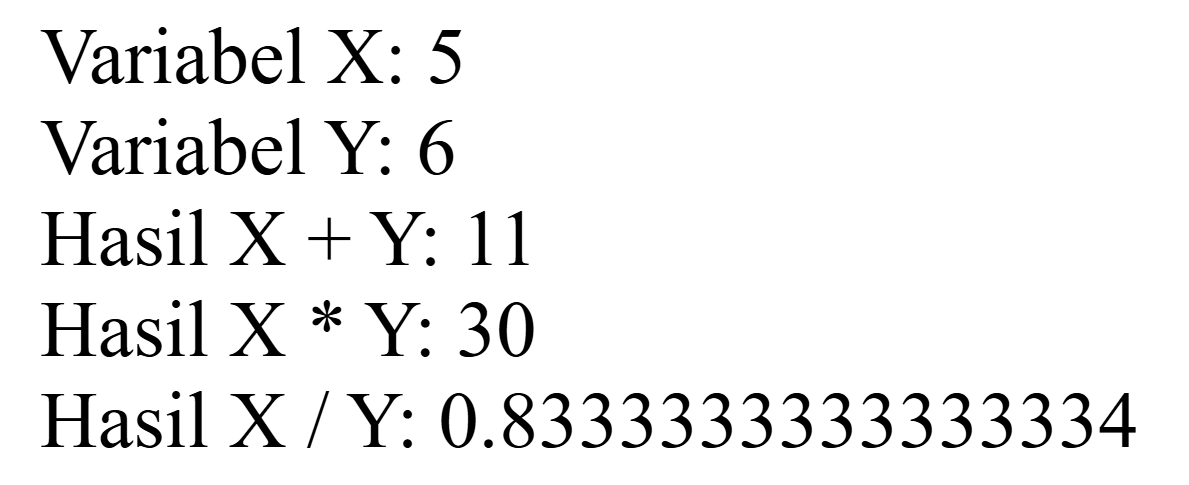 Variabel X: 5
Variabel Y: 6
Hasil X + Y: 11
Hasil X * Y: 30
Hasil X / Y: 0.8333333333333334